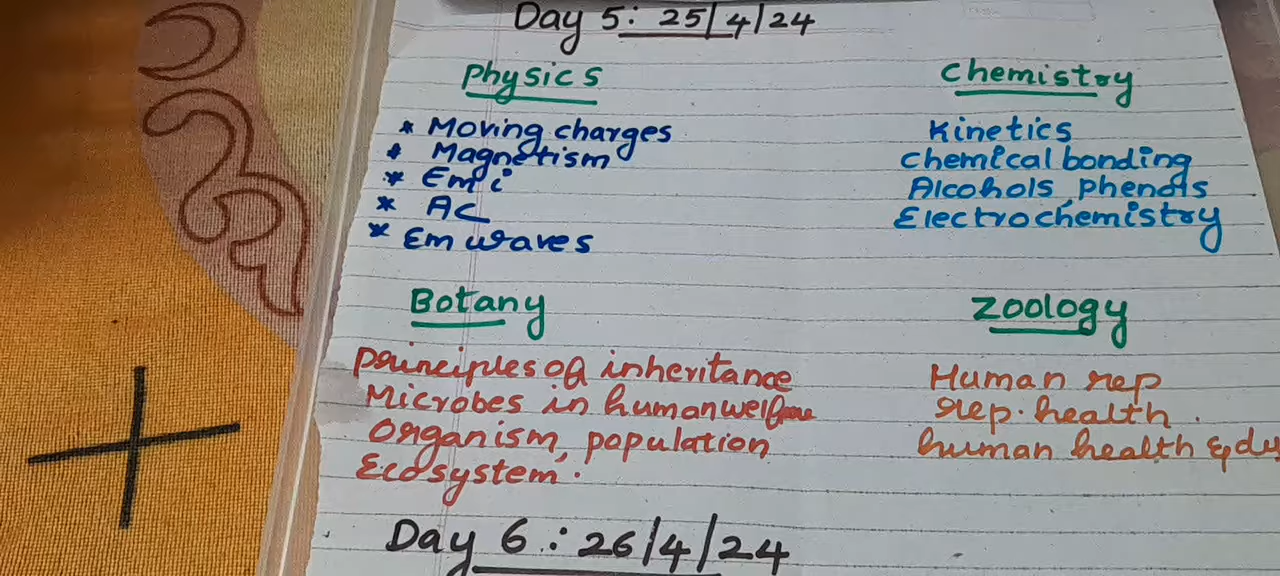 Day 5: 25/4/24
Physics
Chemistry
* Moving charges
* Magnetism
* Emi
* AC
* Em waves
Kinetics
Chemical bonding
Alcohols, phenols
Electrochemistry
Botany
Zoology
Principles of inheritance
Microbes in human welfare
Organism, population
Ecosystem.
Human rep
rep. health.
human health &
Day 6: 26/4/24